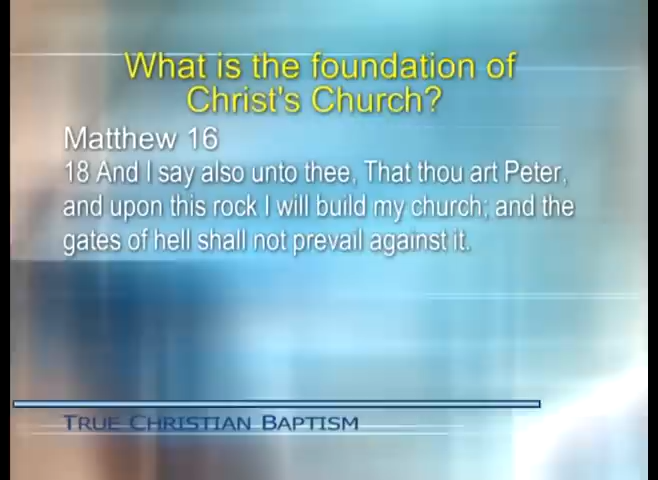 What is the foundation of
Christ's Church?
Matthew 16
18 And I say also unto thee, That thou art Peter,
and upon this rock I will build my church; and the
gates of hell shall not prevail against it.
TRUE CHRISTIAN BAPTISM